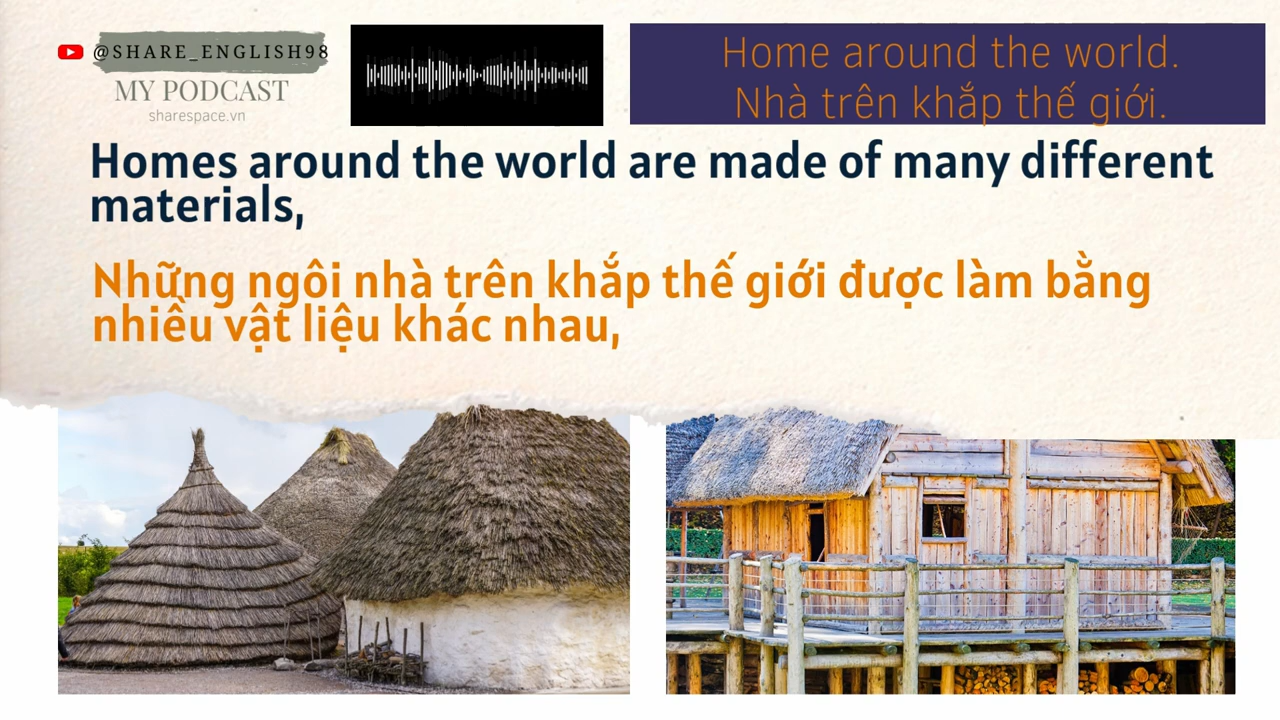 @SHARE_ENGLISH98
MY PODCAST
sharespace.vn
Home around the world.
Nhà trên khắp thế giới.
Homes around the world are made of many different
materials,
Những ngôi nhà trên khắp thế giới được làm bằng
nhiều vật liệu khác nhau,